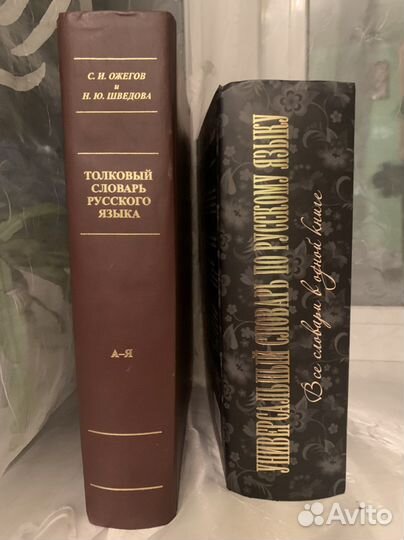 С. И. ОЖЕГОВ
и
Н. Ю. ШВЕДОВА
ТОЛКОВЫЙ
СЛОВАРЬ
РУССКОГО
ЯЗЫКА
А–Я
УНИВЕРСАЛЬНЫЙ СЛОВАРЬ ПО РУССКОМУ ЯЗЫКУ
Все словари в одной книге
Avito